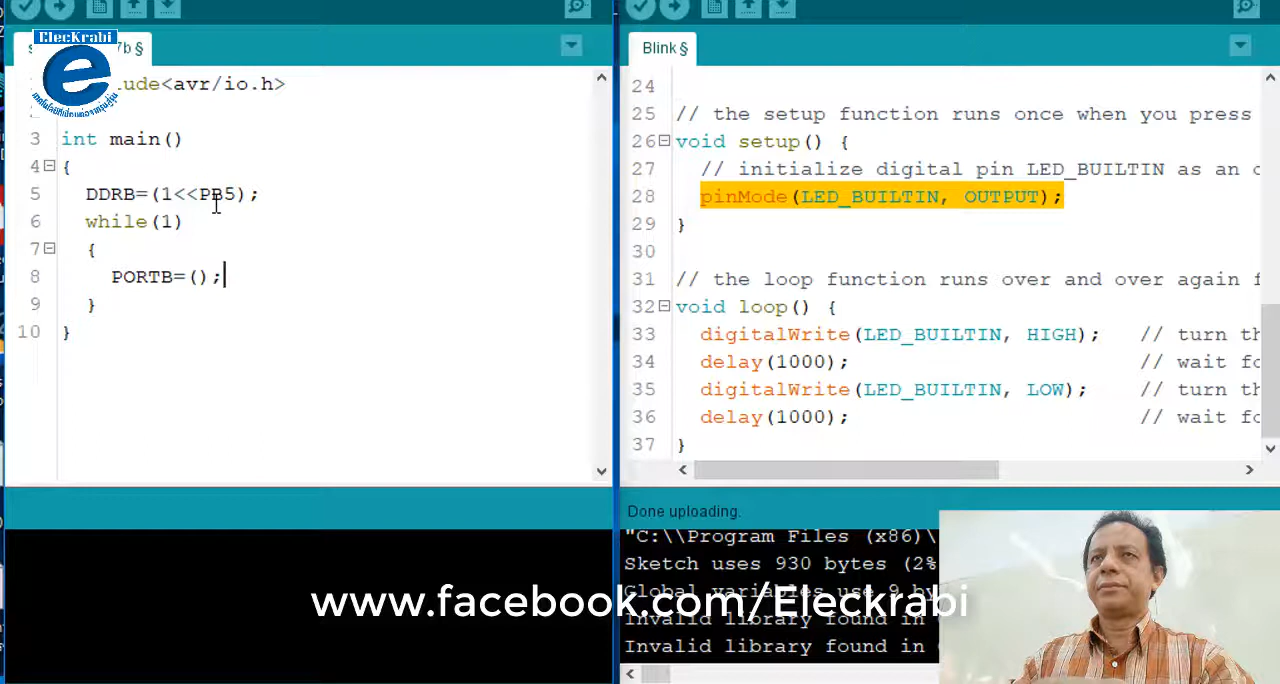 ElecKrabi
7b §
lude<avr/io.h>
3 int main()
4 {
5 DDRB=(1<<PB5);
6 while(1)
7 {
8 PORTB=();
9 }
10 }
Blink §
24
25 // the setup function runs once when you press
26 void setup() {
27 // initialize digital pin LED_BUILTIN as an o
28 pinMode(LED_BUILTIN, OUTPUT);
29 }
30
31 // the loop function runs over and over again f
32 void loop() {
33 digitalWrite(LED_BUILTIN, HIGH); // turn th
34 delay(1000); // wait fo
35 digitalWrite(LED_BUILTIN, LOW); // turn th
36 delay(1000); // wait fo
37 }
Done uploading.
"C:\\Program Files (x86)\
Sketch uses 930 bytes (2%
Global variables use 9 by
Invalid library found in
Invalid library found in
www.facebook.com/Eleckrabi